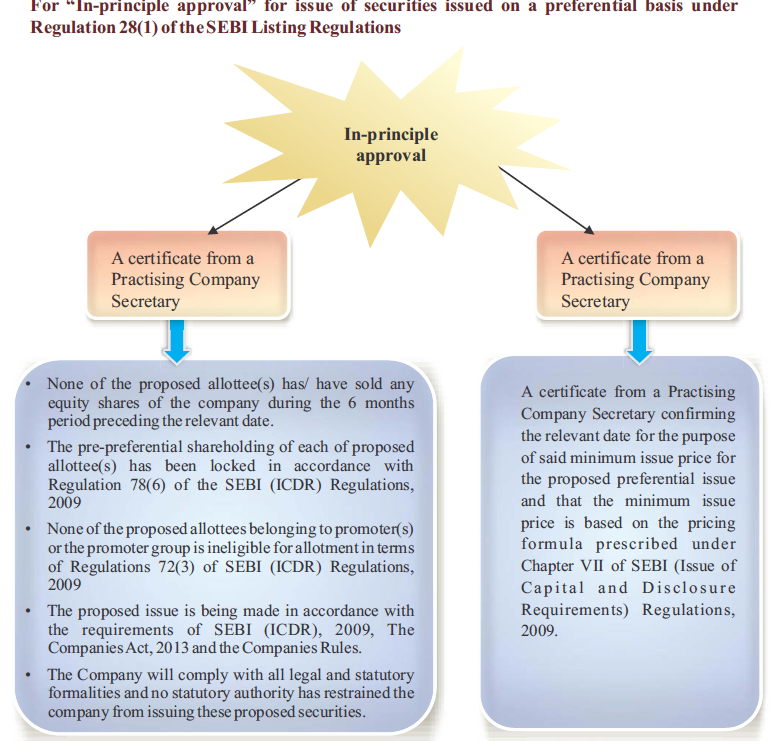 For “In-principle approval” for issue of securities issued on a preferential basis under
Regulation 28(1) of the SEBI Listing Regulations
In-principle
approval
A certificate from a
Practising Company
Secretary
A certificate from a
Practising Company
Secretary
• None of the proposed allottee(s) has/ have sold any
equity shares of the company during the 6 months
period preceding the relevant date.
• The pre-preferential shareholding of each of proposed
allottee(s) has been locked in accordance with
Regulation 78(6) of the SEBI (ICDR) Regulations,
2009
• None of the proposed allottees belonging to promoter(s)
or the promoter group is ineligible for allotment in terms
of Regulations 72(3) of SEBI (ICDR) Regulations,
2009
• The proposed issue is being made in accordance with
the requirements of SEBI (ICDR), 2009, The
Companies Act, 2013 and the Companies Rules.
• The Company will comply with all legal and statutory
formalities and no statutory authority has restrained the
company from issuing these proposed securities.
A certificate from a Practising
Company Secretary confirming
the relevant date for the purpose
of said minimum issue price for
the proposed preferential issue
and that the minimum issue
price is based on the pricing
formula prescribed under
Chapter VII of SEBI (Issue of
Capital and Disclosure
Requirements) Regulations,
2009.